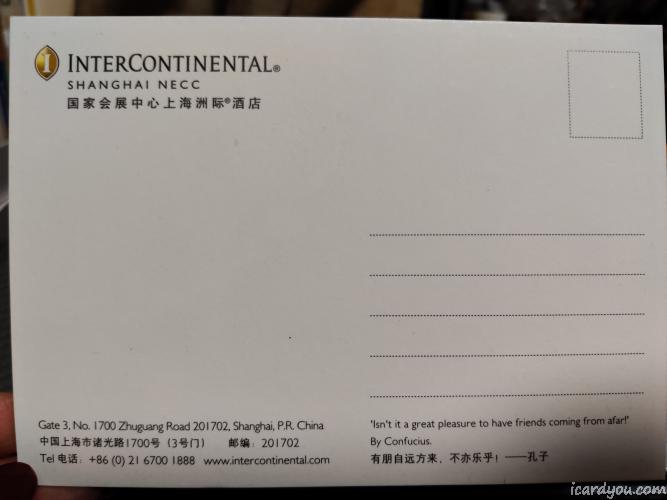 INTERCONTINENTAL®
SHANGHAI NECC
国家会展中心上海洲际®酒店
Gate 3, No. 1700 Zhuguang Road 201702, Shanghai, P.R. China
中国上海市诸光路1700号（3号门） 邮编：201702
Tel 电话：+86 (0) 21 6700 1888 www.intercontinental.com
'Isn't it a great pleasure to have friends coming from afar!'
By Confucius.
有朋自远方来，不亦乐乎！——孔子
icardyou.com